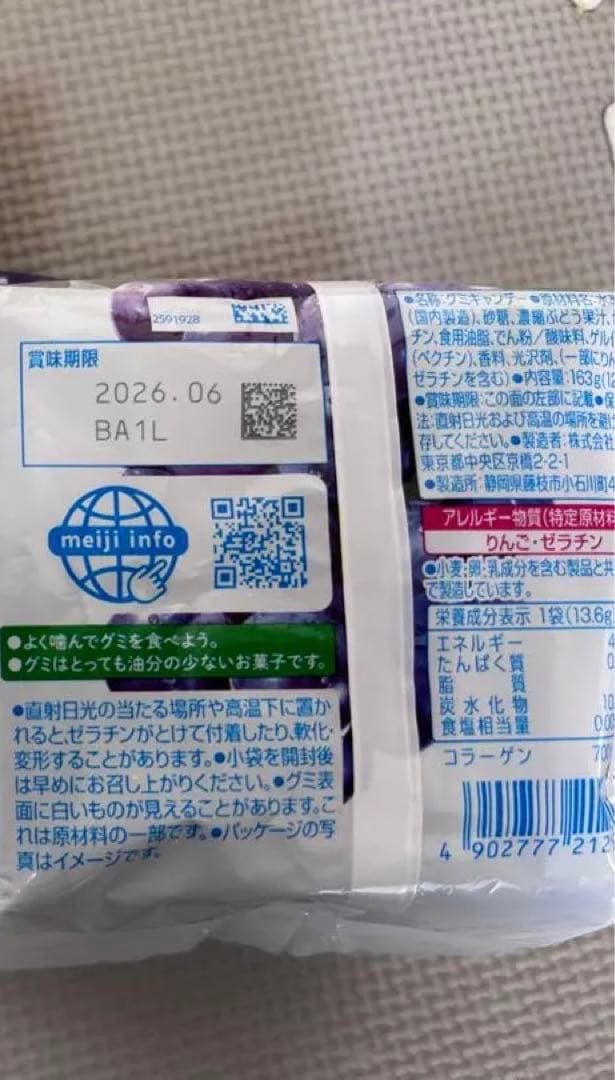 2591928
賞味期限
2026.06
BA1L
meiji info
●よく噛んでグミを食べよう。
●グミはとっても油分の少ないお菓子です。
●直射日光の当たる場所や高温下に置か
れると、ゼラチンがとけて付着したり、軟化・
変形することがあります。●小袋を開封後
は早めにお召し上がりください。●グミ表
面に白いものが見えることがあります。こ
れは原材料の一部です。●パッケージの写
真はイメージです。
●名称:グミキャンデー●原材料名:水
(国内製造)、砂糖、濃縮ぶどう果汁、
チン、食用油脂、でん粉/酸味料、ゲル化
(ペクチン)、香料、光沢剤、(一部にりん
ゼラチンを含む)●内容量:163g(
●賞味期限:この面の左部に記載●保
法:直射日光および高温の場所を避け
存してください。●製造者:株式会社
東京都中央区京橋2-2-1
●製造所:静岡県藤枝市小石川町4
アレルギー物質(特定原材料
りんご・ゼラチン
●小麦、卵、乳成分を含む製品と共
で製造しています。
栄養成分表示 1袋(13.6g
エネルギー
たんぱく質
脂質
炭水化物 10
食塩相当量
コラーゲン
4 902777 212